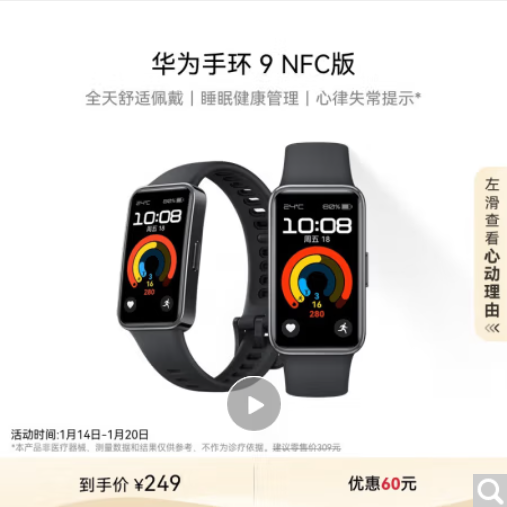 华为手环 9 NFC版
全天舒适佩戴 | 睡眠健康管理 | 心律失常提示*
24℃ 80%
10:08
周五 18
3
16
280
24℃ 80%
10:08
周五 18
3
16
280
左滑查看心动理由
活动时间:1月14日-1月20日
*本产品非医疗器械，测量数据和结果仅供参考，不作为诊疗依据。建议零售价309元
到手价 ¥249
优惠60元